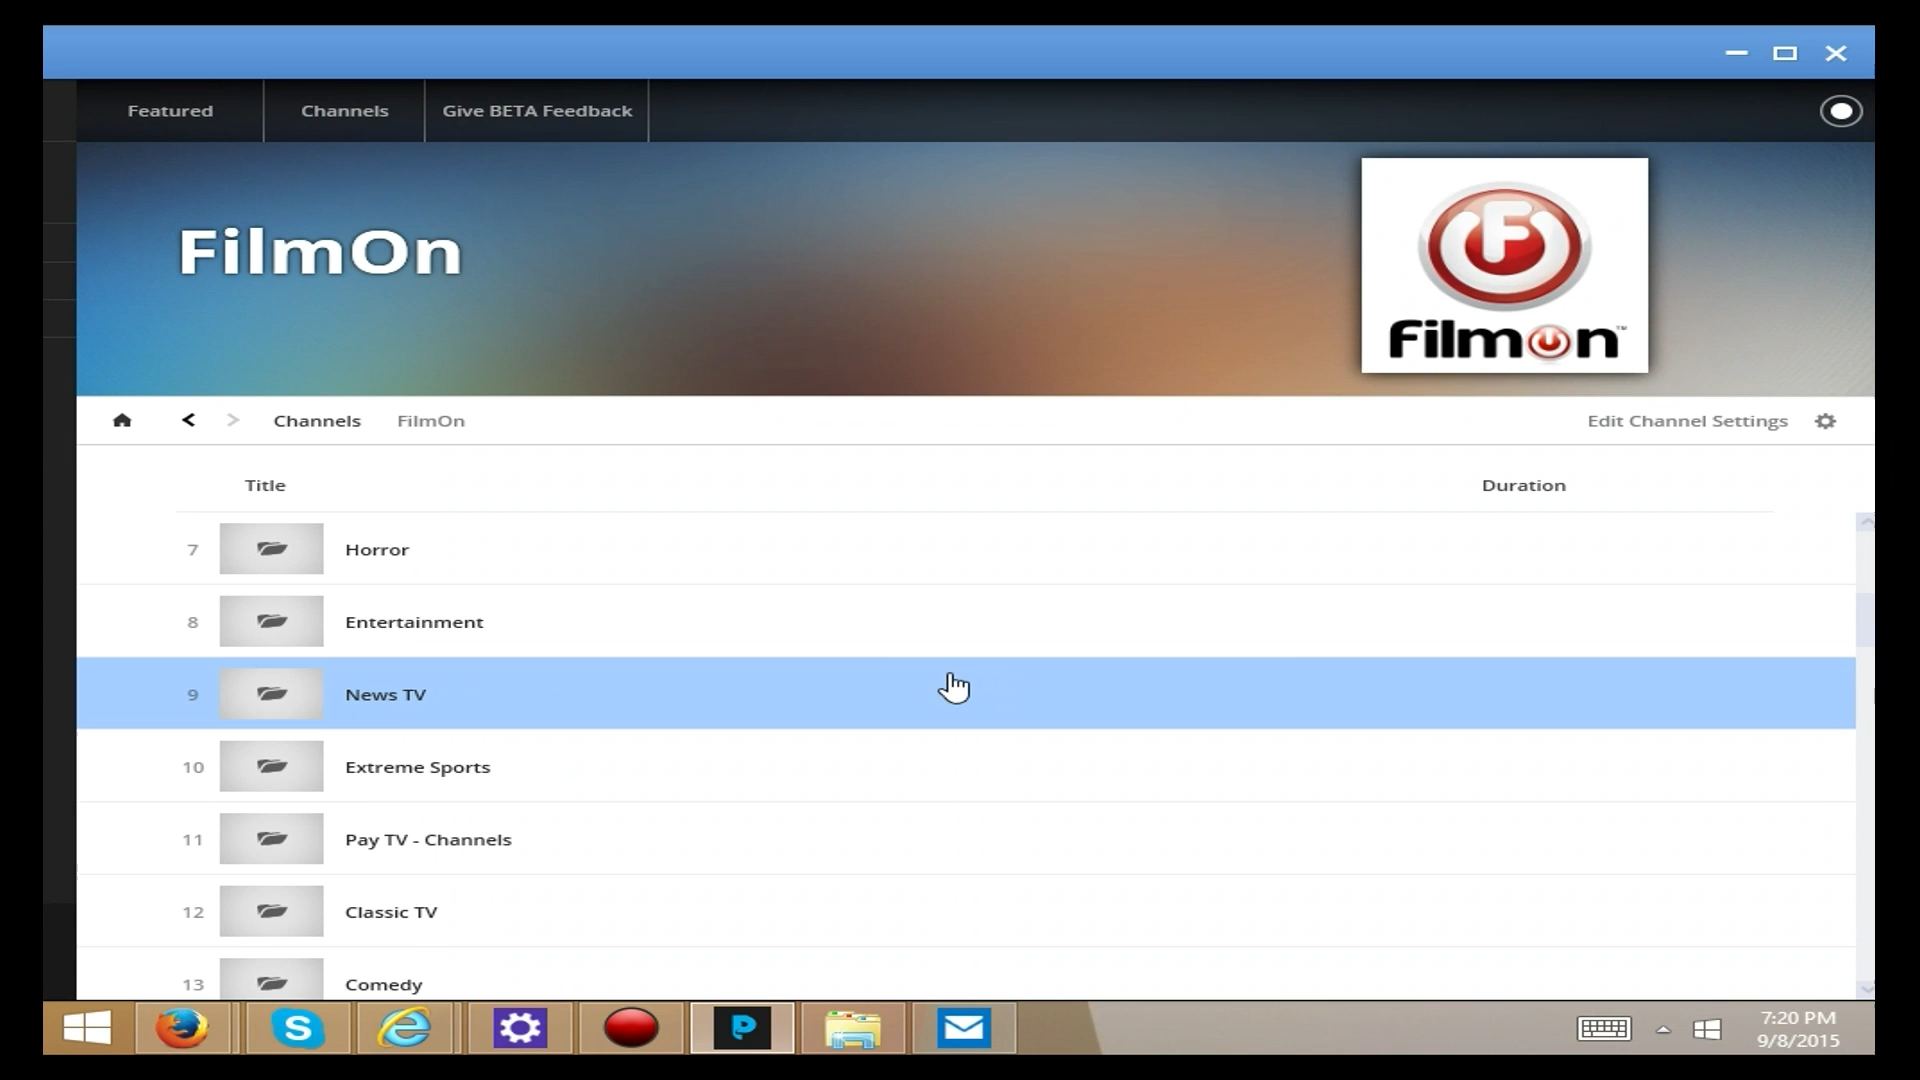 Featured
Channels
Give BETA Feedback
FilmOn
F
filmon™
Channels
FilmOn
Edit Channel Settings
Title
Duration
7 Horror
8 Entertainment
9 News TV
10 Extreme Sports
11 Pay TV - Channels
12 Classic TV
13 Comedy
7:20 PM
9/8/2015